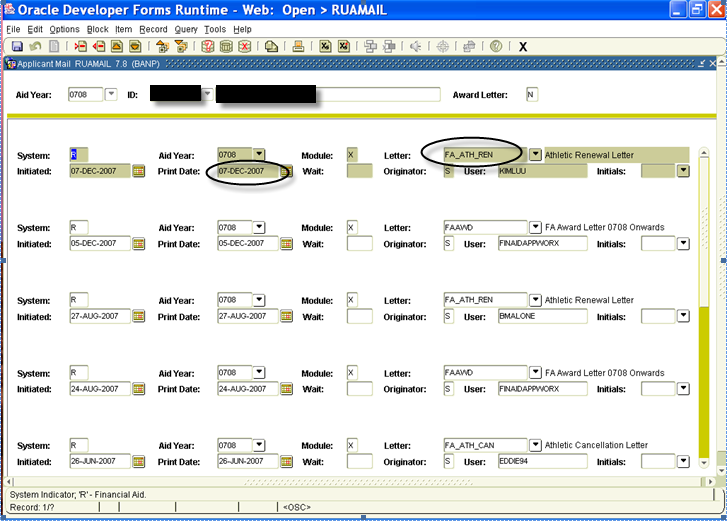 Oracle Developer Forms Runtime - Web: Open > RUAMAIL
File Edit Options Block Item Record Query Tools Help
X
Applicant Mail RUAMAIL 7.8 (BANP)
Aid Year: 0708 ID: Award Letter: N
System: R Aid Year: 0708 Module: X Letter: FA_ATH_REN Athletic Renewal Letter
Initiated: 07-DEC-2007 Print Date: 07-DEC-2007 Wait: Originator: S User: KIMLUU Initials:
System: R Aid Year: 0708 Module: X Letter: FAAWD FA Award Letter 0708 Onwards
Initiated: 05-DEC-2007 Print Date: 05-DEC-2007 Wait: Originator: S User: FINAIDAPPWORX Initials:
System: R Aid Year: 0708 Module: X Letter: FA_ATH_REN Athletic Renewal Letter
Initiated: 27-AUG-2007 Print Date: 27-AUG-2007 Wait: Originator: S User: BMALONE Initials:
System: R Aid Year: 0708 Module: X Letter: FAAWD FA Award Letter 0708 Onwards
Initiated: 24-AUG-2007 Print Date: 24-AUG-2007 Wait: Originator: S User: FINAIDAPPWORX Initials:
System: R Aid Year: 0708 Module: X Letter: FA_ATH_CAN Athletic Cancellation Letter
Initiated: 26-JUN-2007 Print Date: 26-JUN-2007 Wait: Originator: S User: EDDIE94 Initials:
System Indicator; 'R' - Financial Aid.
Record: 1/? <OSC>